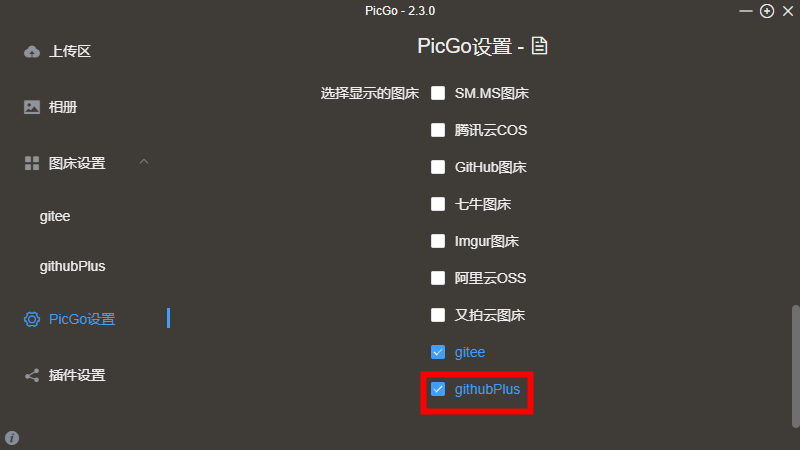 PicGo - 2.3.0
上传区
相册
图床设置
gitee
githubPlus
PicGo设置
插件设置
PicGo设置 -
选择显示的图床
SM.MS图床
腾讯云COS
GitHub图床
七牛图床
Imgur图床
阿里云OSS
又拍云图床
gitee
githubPlus